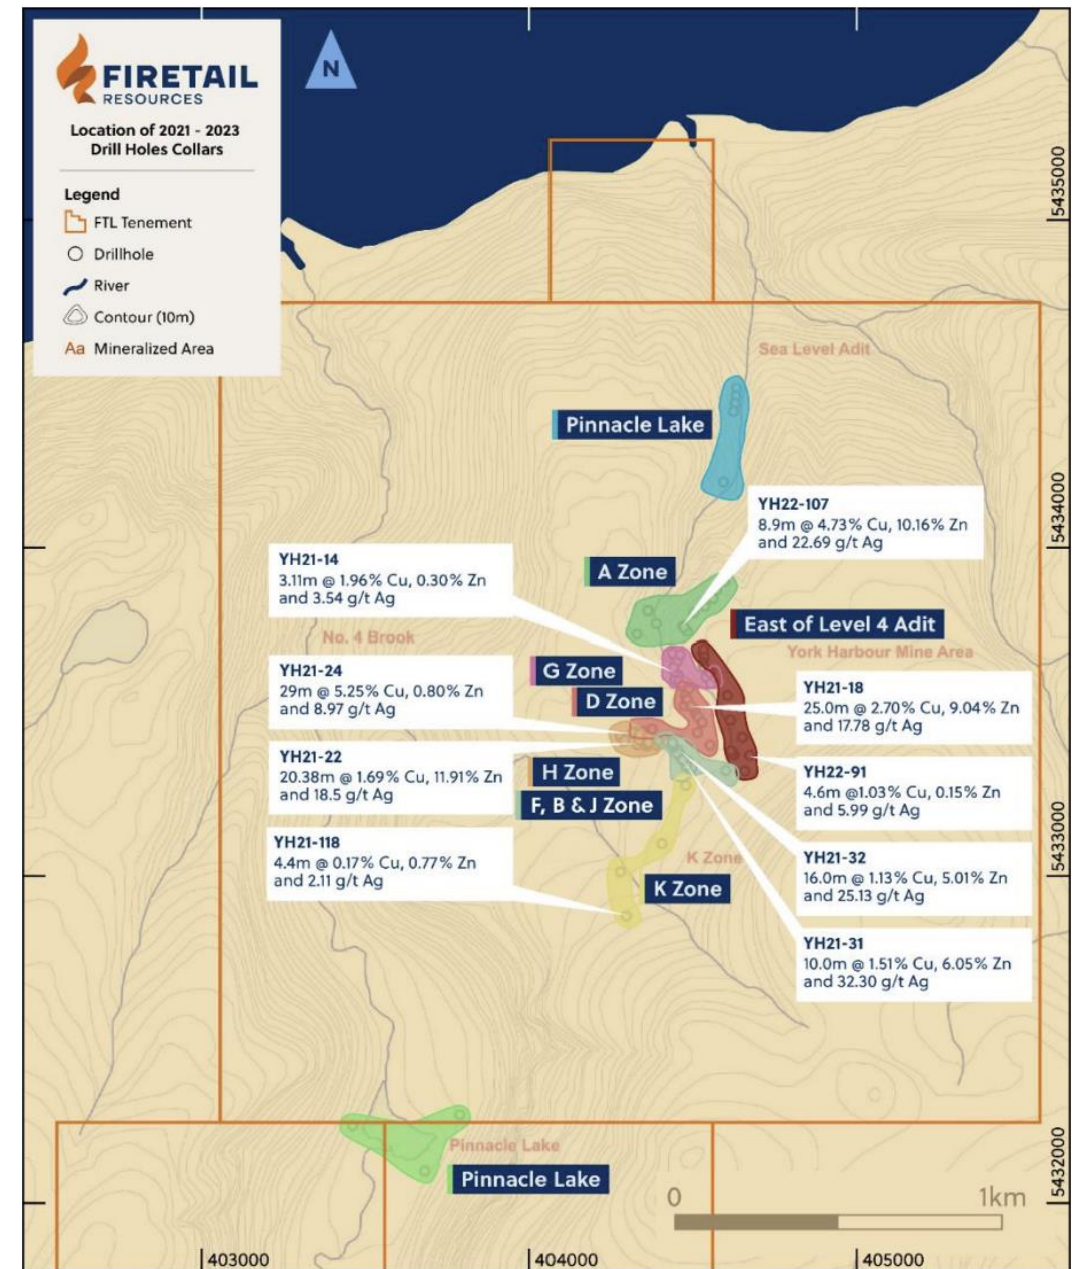 FIRETAIL
RESOURCES
Location of 2021 - 2023
Drill Holes Collars
Legend
FTL Tenement
Drillhole
River
Contour (10m)
Aa Mineralized Area
N
5435000
Sea Level Adit
Pinnacle Lake
YH22-107
8.9m @ 4.73% Cu, 10.16% Zn
and 22.69 g/t Ag
5434000
YH21-14
3.11m @ 1.96% Cu, 0.30% Zn
and 3.54 g/t Ag
A Zone
East of Level 4 Adit
No. 4 Brook
York Harbour Mine Area
G Zone
YH21-24
29m @ 5.25% Cu, 0.80% Zn
and 8.97 g/t Ag
D Zone
YH21-18
25.0m @ 2.70% Cu, 9.04% Zn
and 17.78 g/t Ag
YH21-22
20.38m @ 1.69% Cu, 11.91% Zn
and 18.5 g/t Ag
H Zone
F, B & J Zone
YH22-91
4.6m @1.03% Cu, 0.15% Zn
and 5.99 g/t Ag
5433000
YH21-118
4.4m @ 0.17% Cu, 0.77% Zn
and 2.11 g/t Ag
K Zone
K Zone
YH21-32
16.0m @ 1.13% Cu, 5.01% Zn
and 25.13 g/t Ag
YH21-31
10.0m @ 1.51% Cu, 6.05% Zn
and 32.30 g/t Ag
Pinnacle Lake
Pinnacle Lake
5432000
0 1km
403000 404000 405000